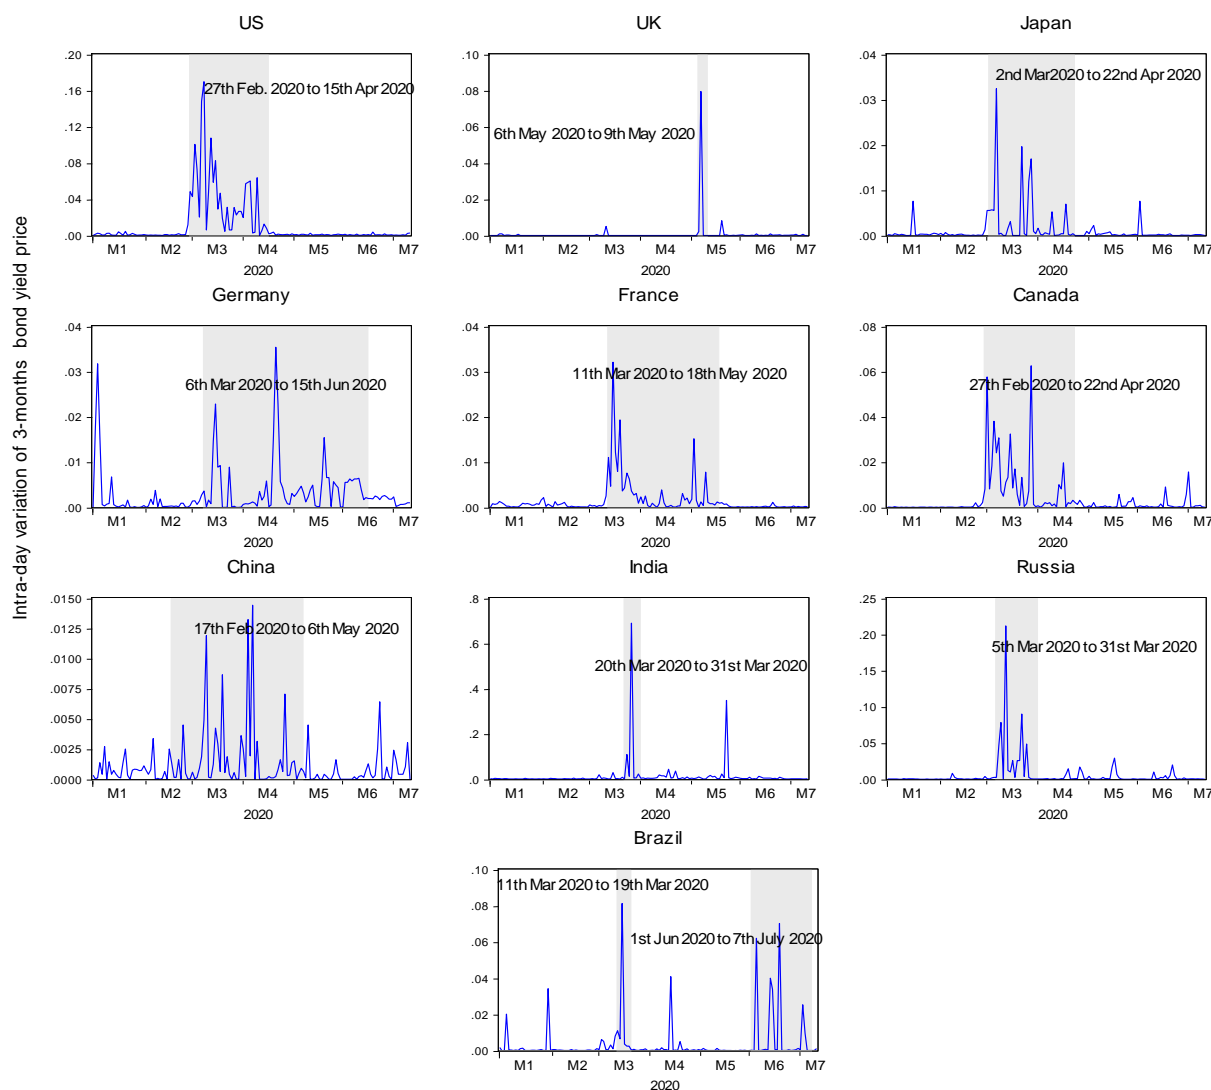 Intra-day variation of 3-months bond yield price
US
.20
.16
.12
.08
.04
.00
27th Feb. 2020 to 15th Apr 2020
M1 M2 M3 M4 M5 M6 M7
2020
UK
.10
.08
.06
.04
.02
.00
6th May 2020 to 9th May 2020
M1 M2 M3 M4 M5 M6 M7
2020
Japan
.04
.03
.02
.01
.00
2nd Mar2020 to 22nd Apr 2020
M1 M2 M3 M4 M5 M6 M7
2020
Germany
.04
.03
.02
.01
.00
6th Mar 2020 to 15th Jun 2020
M1 M2 M3 M4 M5 M6 M7
2020
France
.04
.03
.02
.01
.00
11th Mar 2020 to 18th May 2020
M1 M2 M3 M4 M5 M6 M7
2020
Canada
.08
.06
.04
.02
.00
27th Feb 2020 to 22nd Apr 2020
M1 M2 M3 M4 M5 M6 M7
2020
China
.0150
.0125
.0100
.0075
.0050
.0025
.0000
17th Feb 2020 to 6th May 2020
M1 M2 M3 M4 M5 M6 M7
2020
India
.8
.6
.4
.2
.0
20th Mar 2020 to 31st Mar 2020
M1 M2 M3 M4 M5 M6 M7
2020
Russia
.25
.20
.15
.10
.05
.00
5th Mar 2020 to 31st Mar 2020
M1 M2 M3 M4 M5 M6 M7
2020
Brazil
.10
.08
.06
.04
.02
.00
11th Mar 2020 to 19th Mar 2020
1st Jun 2020 to 7th July 2020
M1 M2 M3 M4 M5 M6 M7
2020